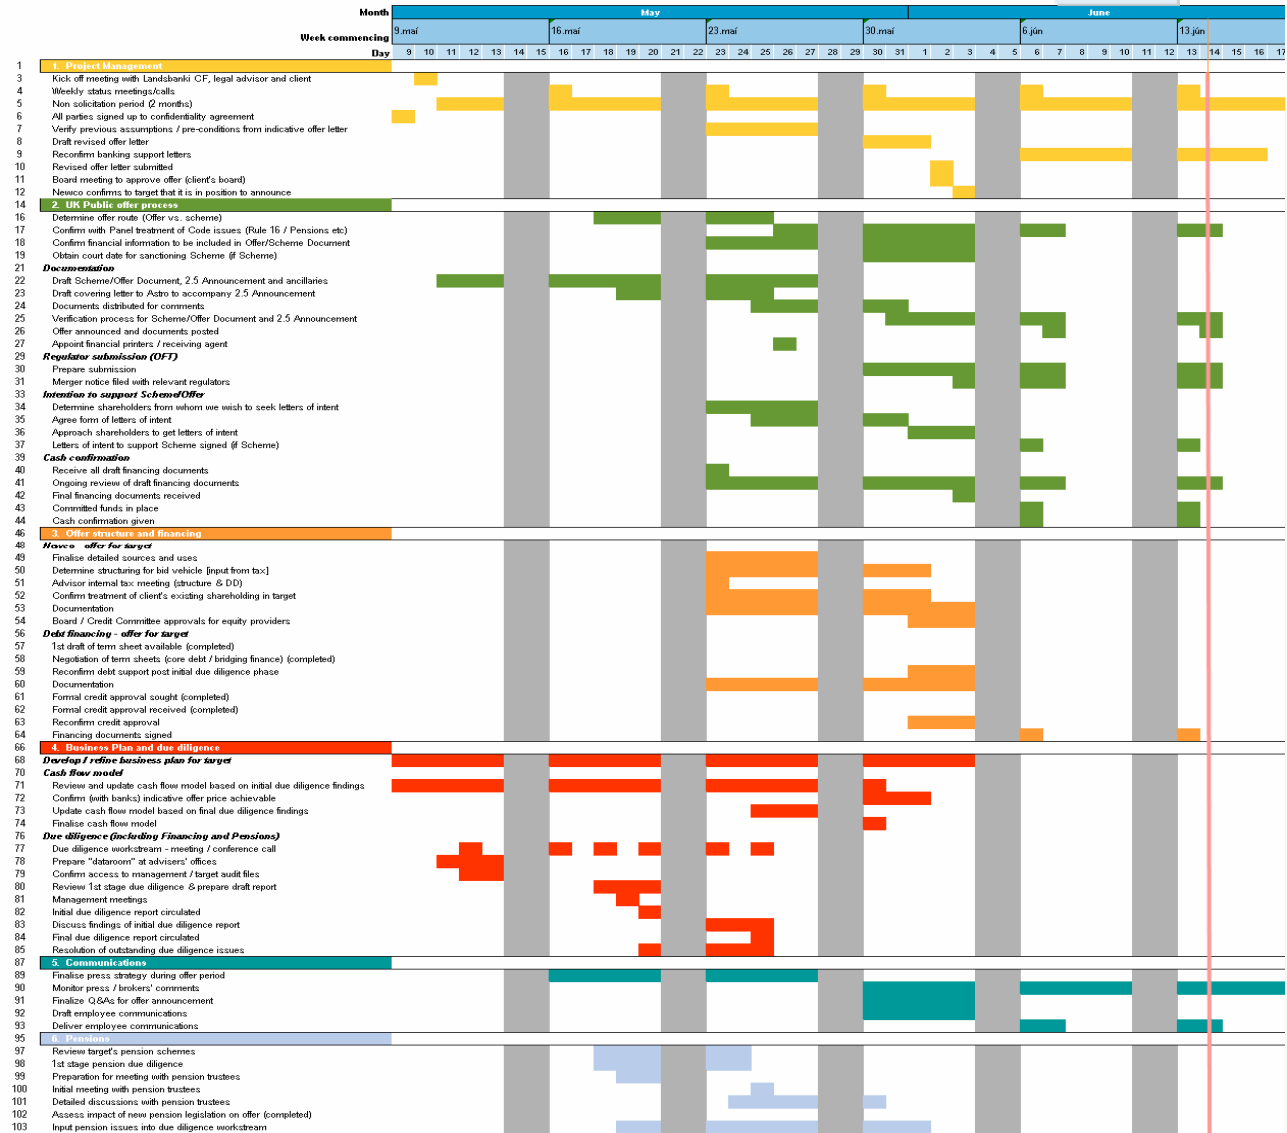 Month May June
Week commencing 9.maí 16.maí 23.maí 30.maí 6.jún 13.jún
Day 9 10 11 12 13 14 15 16 17 18 19 20 21 22 23 24 25 26 27 28 29 30 31 1 2 3 4 5 6 7 8 9 10 11 12 13 14 15 16 17
1 1. Project Management
3 Kick off meeting with Landsbanki CF, legal advisor and client
4 Weekly status meetings/calls
5 Non solicitation period (2 months)
6 All parties signed up to confidentiality agreement
7 Verify previous assumptions / pre-conditions from indicative offer letter
8 Draft revised offer letter
9 Reconfirm banking support letters
10 Revised offer letter submitted
11 Board meeting to approve offer (client's board)
12 Newco confirms to target that it is in position to announce
14 2. UK Public offer process
16 Determine offer route (Offer vs. scheme)
17 Confirm with Panel treatment of Code issues (Rule 16 / Pensions etc)
18 Confirm financial information to be included in Offer/Scheme Document
19 Obtain court date for sanctioning Scheme (if Scheme)
21 Documentation
22 Draft Scheme/Offer Document, 2.5 Announcement and ancillaries
23 Draft covering letter to Astro to accompany 2.5 Announcement
24 Documents distributed for comments
25 Verification process for Scheme/Offer Document and 2.5 Announcement
26 Offer announced and documents posted
27 Appoint financial printers / receiving agent
29 Regulator submission (OFT)
30 Prepare submission
31 Merger notice filed with relevant regulators
33 Intention to support Scheme/Offer
34 Determine shareholders from whom we wish to seek letters of intent
35 Agree form of letters of intent
36 Approach shareholders to get letters of intent
37 Letters of intent to support Scheme signed (if Scheme)
39 Cash confirmation
40 Receive all draft financing documents
41 Ongoing review of draft financing documents
42 Final financing documents received
43 Committed funds in place
44 Cash confirmation given
46 3. Offer structure and financing
48 Newco - offer for target
49 Finalise detailed sources and uses
50 Determine structuring for bid vehicle [input from tax]
51 Advisor internal tax meeting (structure & DD)
52 Confirm treatment of client's existing shareholding in target
53 Documentation
54 Board / Credit Committee approvals for equity providers
56 Debt financing - offer for target
57 1st draft of term sheet available (completed)
58 Negotiation of term sheets (core debt / bridging finance) (completed)
59 Reconfirm debt support post initial due diligence phase
60 Documentation
61 Formal credit approval sought (completed)
62 Formal credit approval received (completed)
63 Reconfirm credit approval
64 Financing documents signed
66 4. Business Plan and due diligence
68 Develop / refine business plan for target
70 Cash flow model
71 Review and update cash flow model based on initial due diligence findings
72 Confirm (with banks) indicative offer price achievable
73 Update cash flow model based on final due diligence findings
74 Finalise cash flow model
76 Due diligence (including Financing and Pensions)
77 Due diligence workstream - meeting / conference call
78 Prepare "dataroom" at advisers' offices
79 Confirm access to management / target audit files
80 Review 1st stage due diligence & prepare draft report
81 Management meetings
82 Initial due diligence report circulated
83 Discuss findings of initial due diligence report
84 Final due diligence report circulated
85 Resolution of outstanding due diligence issues
87 5. Communications
89 Finalise press strategy during offer period
90 Monitor press / brokers' comments
91 Finalize Q&As for offer announcement
92 Draft employee communications
93 Deliver employee communications
95 6. Pensions
97 Review target's pension schemes
98 1st stage pension due diligence
99 Preparation for meeting with pension trustees
100 Initial meeting with pension trustees
101 Detailed discussions with pension trustees
102 Assess impact of new pension legislation on offer (completed)
103 Input pension issues into due diligence workstream